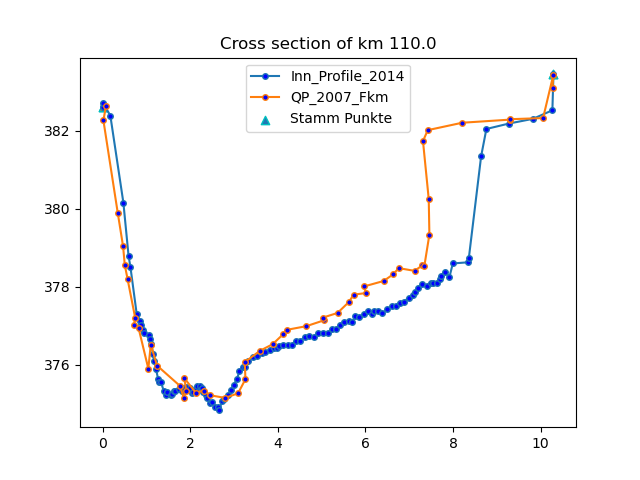 Cross section of km 110.0
Inn_Profile_2014
QP_2007_Fkm
Stamm Punkte
382
380
378
376
0 2 4 6 8 10